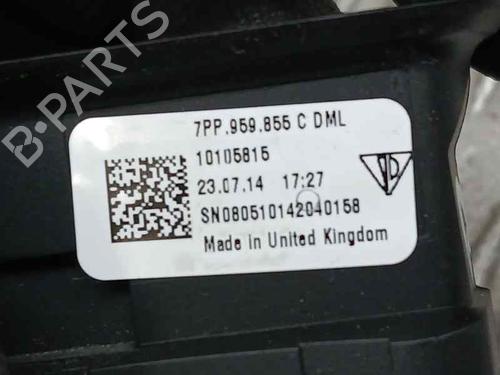 7PP.959.855 C DML
10105815
23.07.14 17:27
SN080510142040158
Made in United Kingdom
B-PARTS